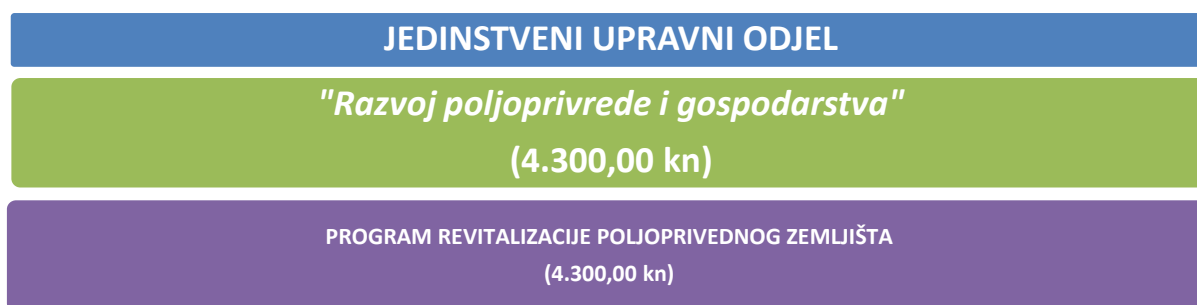 JEDINSTVENI UPRAVNI ODJEL
"Razvoj poljoprivrede i gospodarstva"
(4.300,00 kn)
PROGRAM REVITALIZACIJE POLJOPRIVEDNOG ZEMLJIŠTA
(4.300,00 kn)